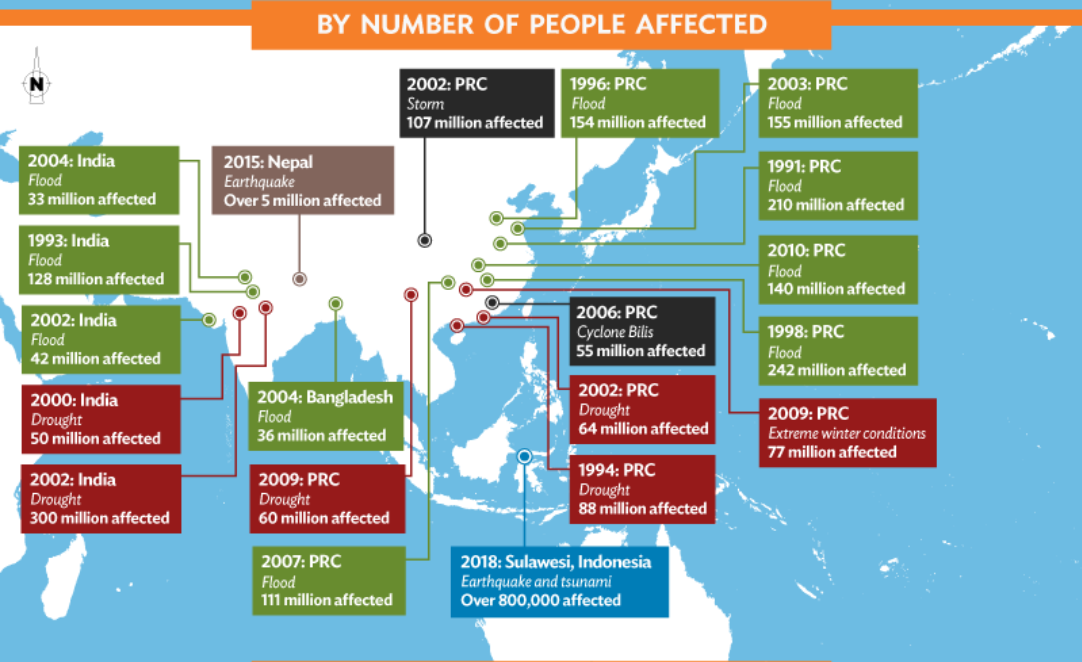 BY NUMBER OF PEOPLE AFFECTED
N
2002: PRC
Storm
107 million affected
1996: PRC
Flood
154 million affected
2003: PRC
Flood
155 million affected
2004: India
Flood
33 million affected
2015: Nepal
Earthquake
Over 5 million affected
1991: PRC
Flood
210 million affected
1993: India
Flood
128 million affected
2010: PRC
Flood
140 million affected
2002: India
Flood
42 million affected
2006: PRC
Cyclone Bilis
55 million affected
1998: PRC
Flood
242 million affected
2000: India
Drought
50 million affected
2004: Bangladesh
Flood
36 million affected
2002: PRC
Drought
64 million affected
2009: PRC
Extreme winter conditions
77 million affected
2002: India
Drought
300 million affected
2009: PRC
Drought
60 million affected
1994: PRC
Drought
88 million affected
2007: PRC
Flood
111 million affected
2018: Sulawesi, Indonesia
Earthquake and tsunami
Over 800,000 affected